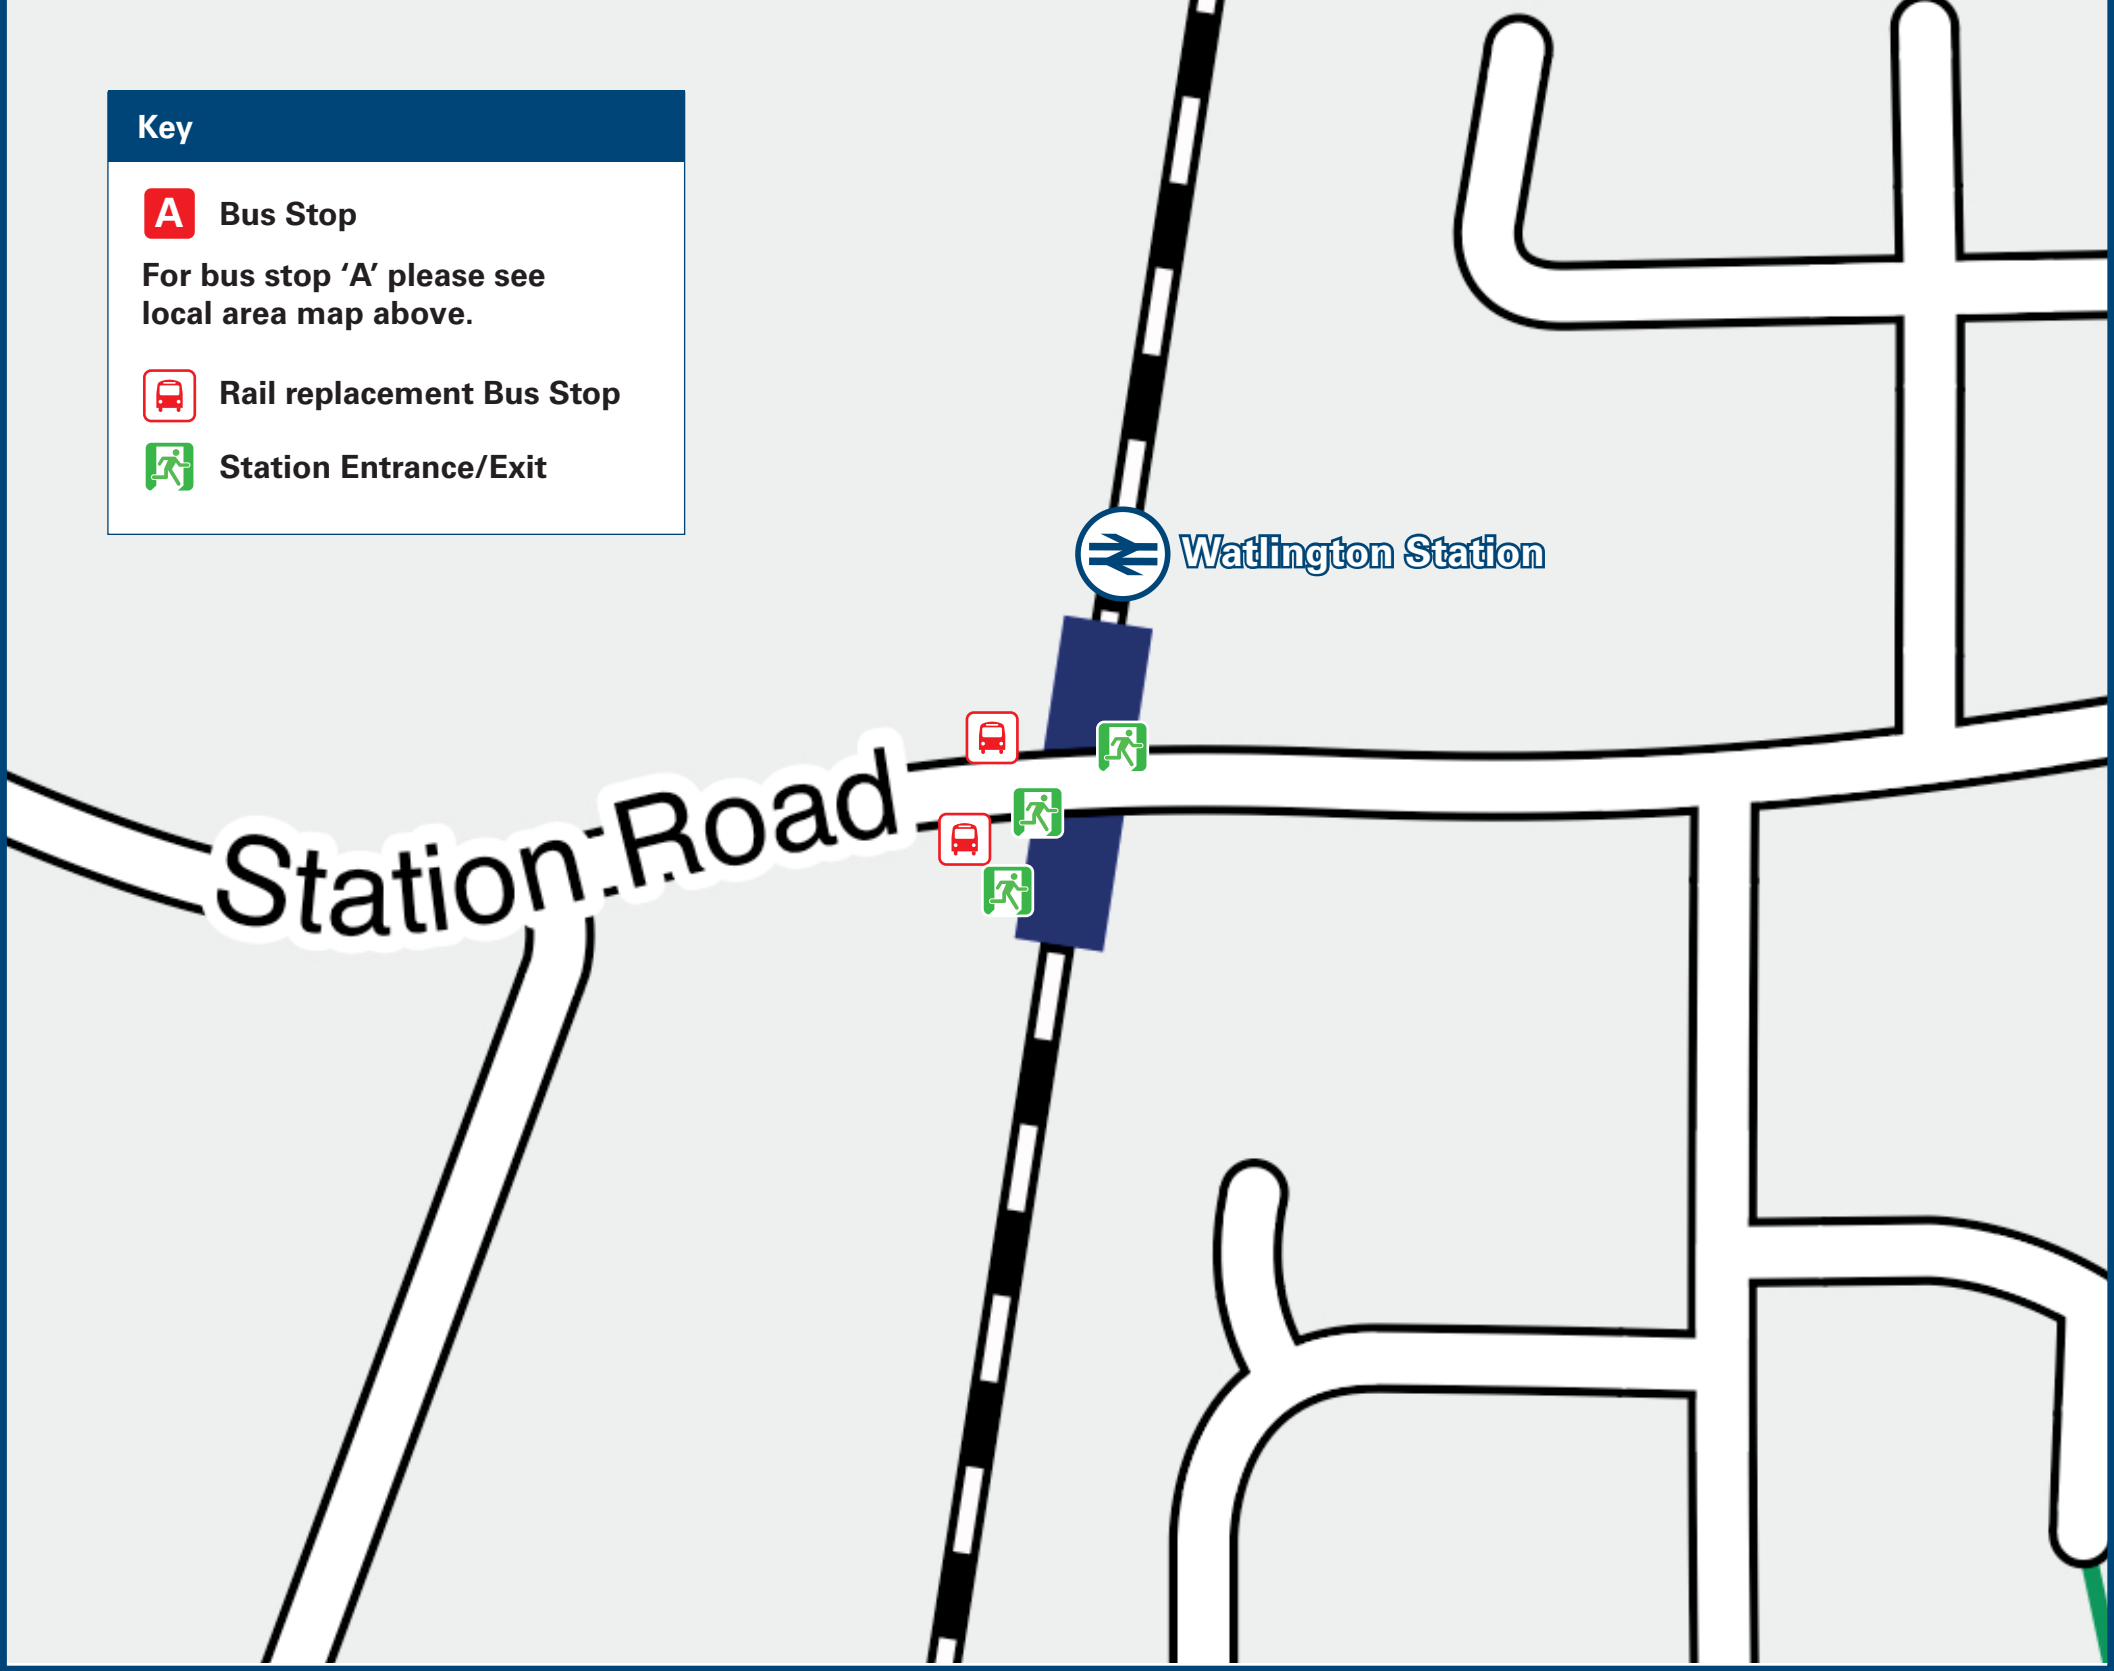 Key
A Bus Stop
For bus stop ‘A’ please see
local area map above.
Rail replacement Bus Stop
Station Entrance/Exit
Watlington Station
Station Road